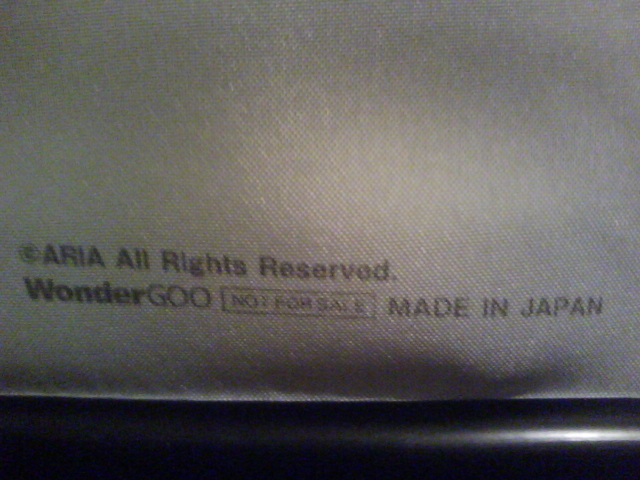 ©ARIA All Rights Reserved.
WonderGOO NOT FOR SALE MADE IN JAPAN